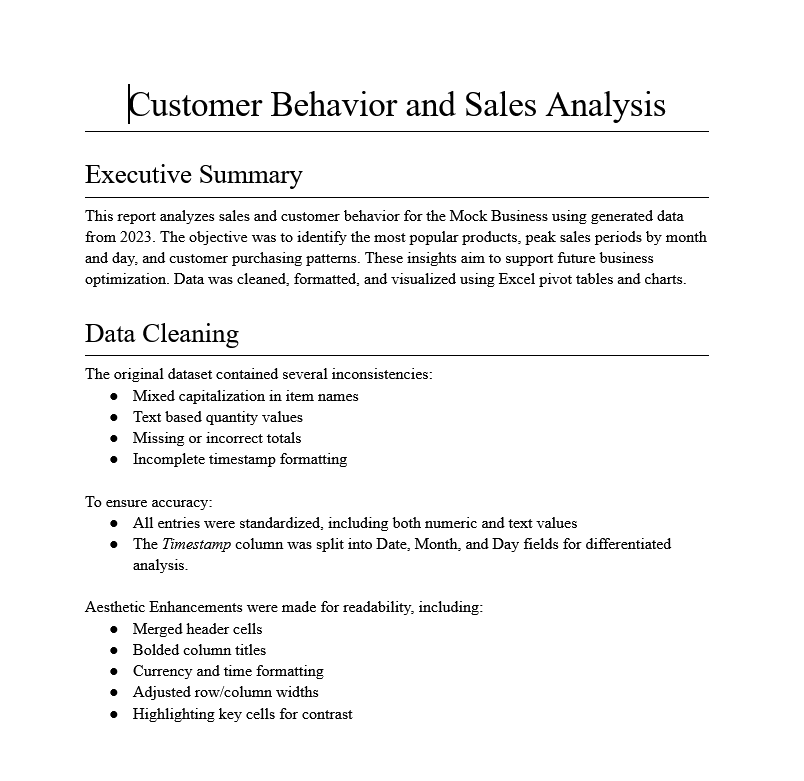 Customer Behavior and Sales Analysis
Executive Summary
This report analyzes sales and customer behavior for the Mock Business using generated data
from 2023. The objective was to identify the most popular products, peak sales periods by month
and day, and customer purchasing patterns. These insights aim to support future business
optimization. Data was cleaned, formatted, and visualized using Excel pivot tables and charts.
Data Cleaning
The original dataset contained several inconsistencies:
● Mixed capitalization in item names
● Text based quantity values
● Missing or incorrect totals
● Incomplete timestamp formatting
To ensure accuracy:
● All entries were standardized, including both numeric and text values
● The Timestamp column was split into Date, Month, and Day fields for differentiated
analysis.
Aesthetic Enhancements were made for readability, including:
● Merged header cells
● Bolded column titles
● Currency and time formatting
● Adjusted row/column widths
● Highlighting key cells for contrast